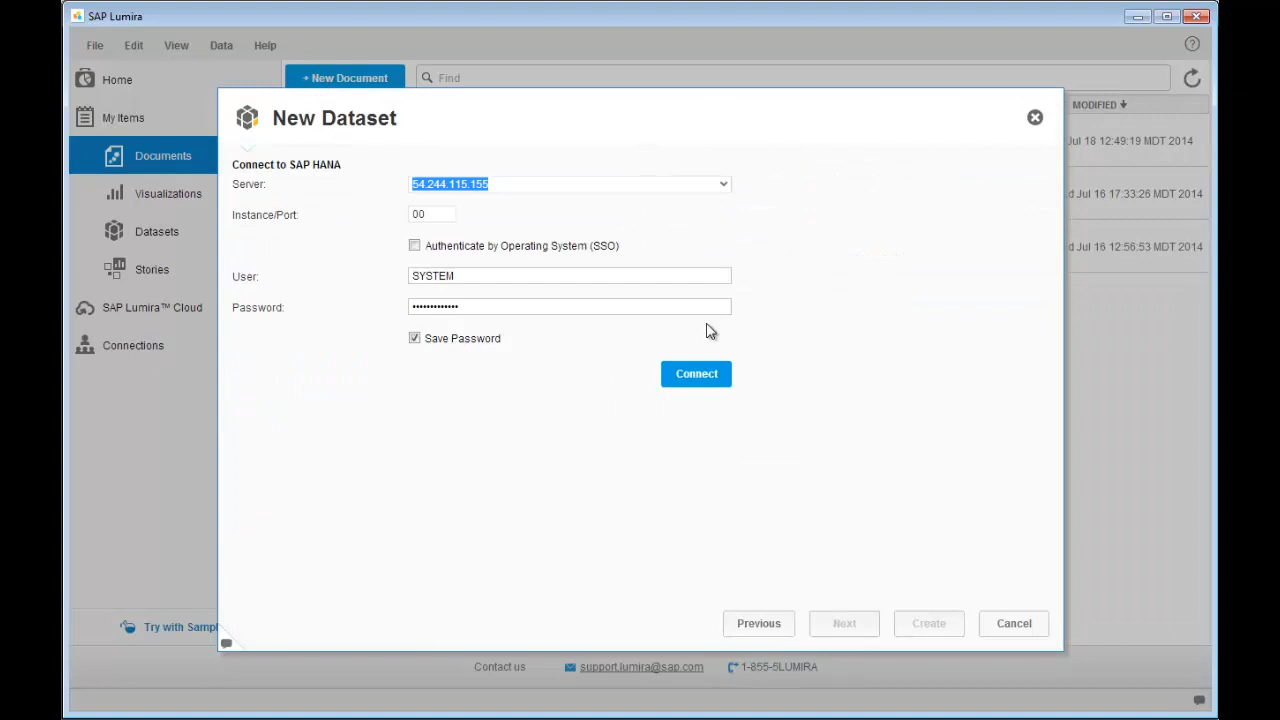 SAP Lumira
File Edit View Data Help
Home
+ New Document
Find
My Items
MODIFIED
Documents
Jul 18 12:49:19 MDT 2014
Visualizations
d Jul 16 17:33:26 MDT 2014
Datasets
d Jul 16 12:56:53 MDT 2014
Stories
SAP Lumira™ Cloud
Connections
New Dataset
Connect to SAP HANA
Server: 54.244.115.155
Instance/Port: 00
Authenticate by Operating System (SSO)
User: SYSTEM
Password: •••••••••••••
Save Password
Connect
Previous Next Create Cancel
Try with Sampl
Contact us support.lumira@sap.com 1-855-5LUMIRA